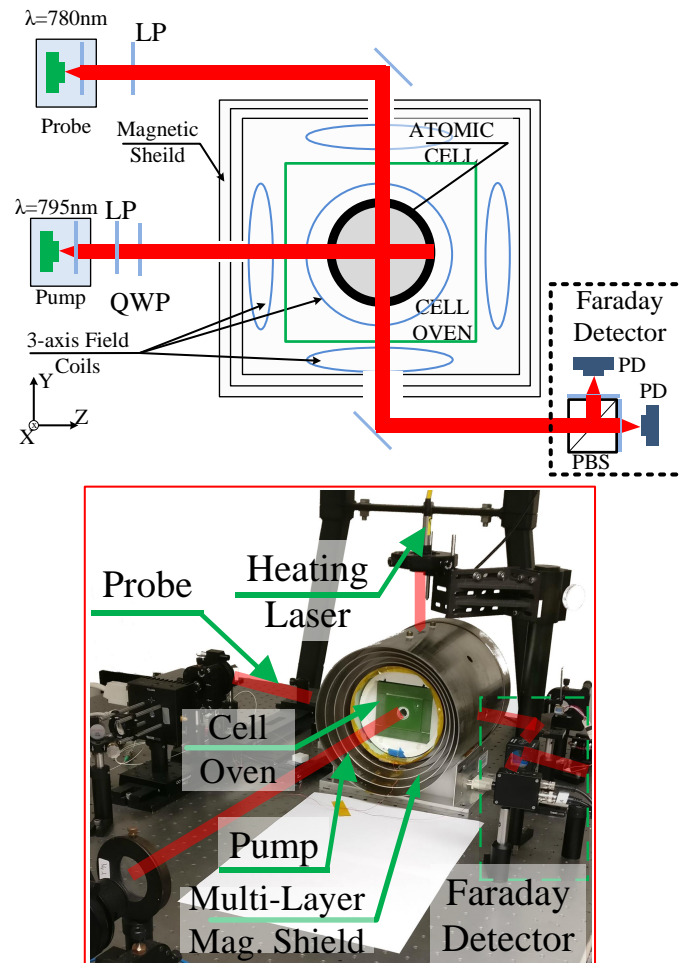 λ=780nm
LP
Probe
Magnetic
Sheild
ATOMIC
CELL
λ=795nm
LP
Pump
QWP
CELL
OVEN
3-axis Field
Coils
Y
Z
X
x
Faraday
Detector
PD
PD
PBS
Probe
Heating
Laser
Cell
Oven
Pump
Multi-Layer
Mag. Shield
Faraday
Detector